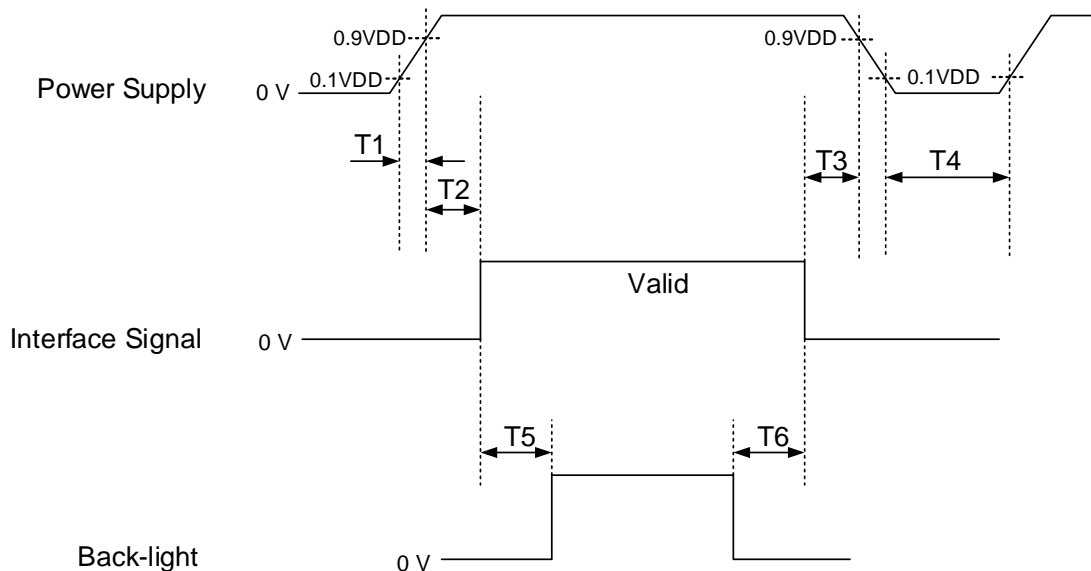 0.9VDD
0.9VDD
0.1VDD
0.1VDD
Power Supply
0 V
T1
T2
T3
T4
Valid
Interface Signal
0 V
T5
T6
Back-light
0 V